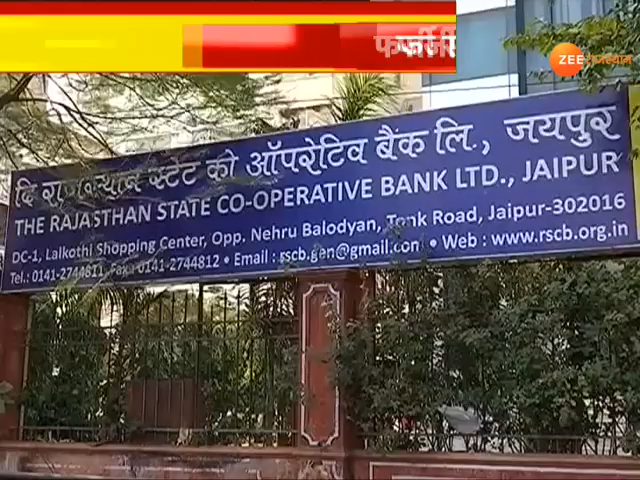 ZEE राजस्थान
दि राजस्थान स्टेट को ऑपरेटिव बैंक लि., जयपुर
THE RAJASTHAN STATE CO-OPERATIVE BANK LTD., JAIPUR
DC-1, Lalkothi Shopping Center, Opp. Nehru Balodyan, Tonk Road, Jaipur-302016
Tel.: 0141-2744811, Fax: 0141-2744812 • Email : rscb.gen@gmail.com • Web : www.rscb.org.in